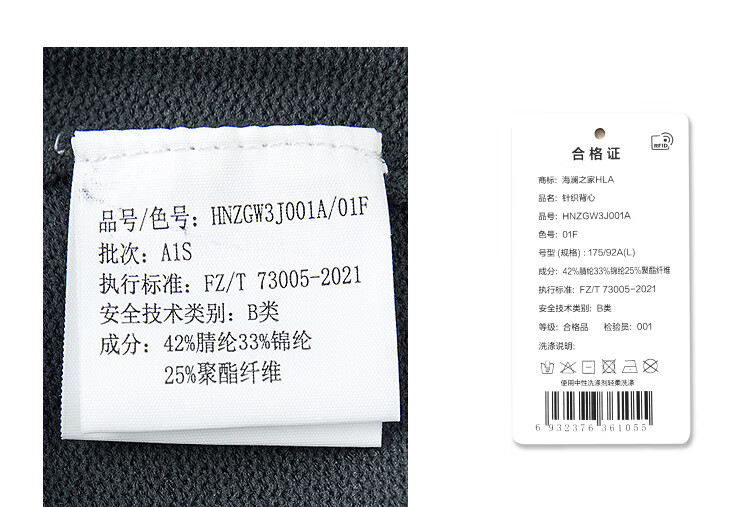 品号/色号：HNZGW3J001A/01F
批次：A1S
执行标准：FZ/T 73005-2021
安全技术类别：B类
成分：42%腈纶33%锦纶
25%聚酯纤维
RFID
合格证
商标：海澜之家HLA
品名：针织背心
品号：HNZGW3J001A
色号：01F
号型(规格)：175/92A(L)
成分：42%腈纶33%锦纶25%聚酯纤维
执行标准：FZ/T 73005-2021
安全技术类别：B类
等级：合格品 检验员：001
洗涤说明：
使用中性洗涤剂轻柔洗涤
6 932376 361055